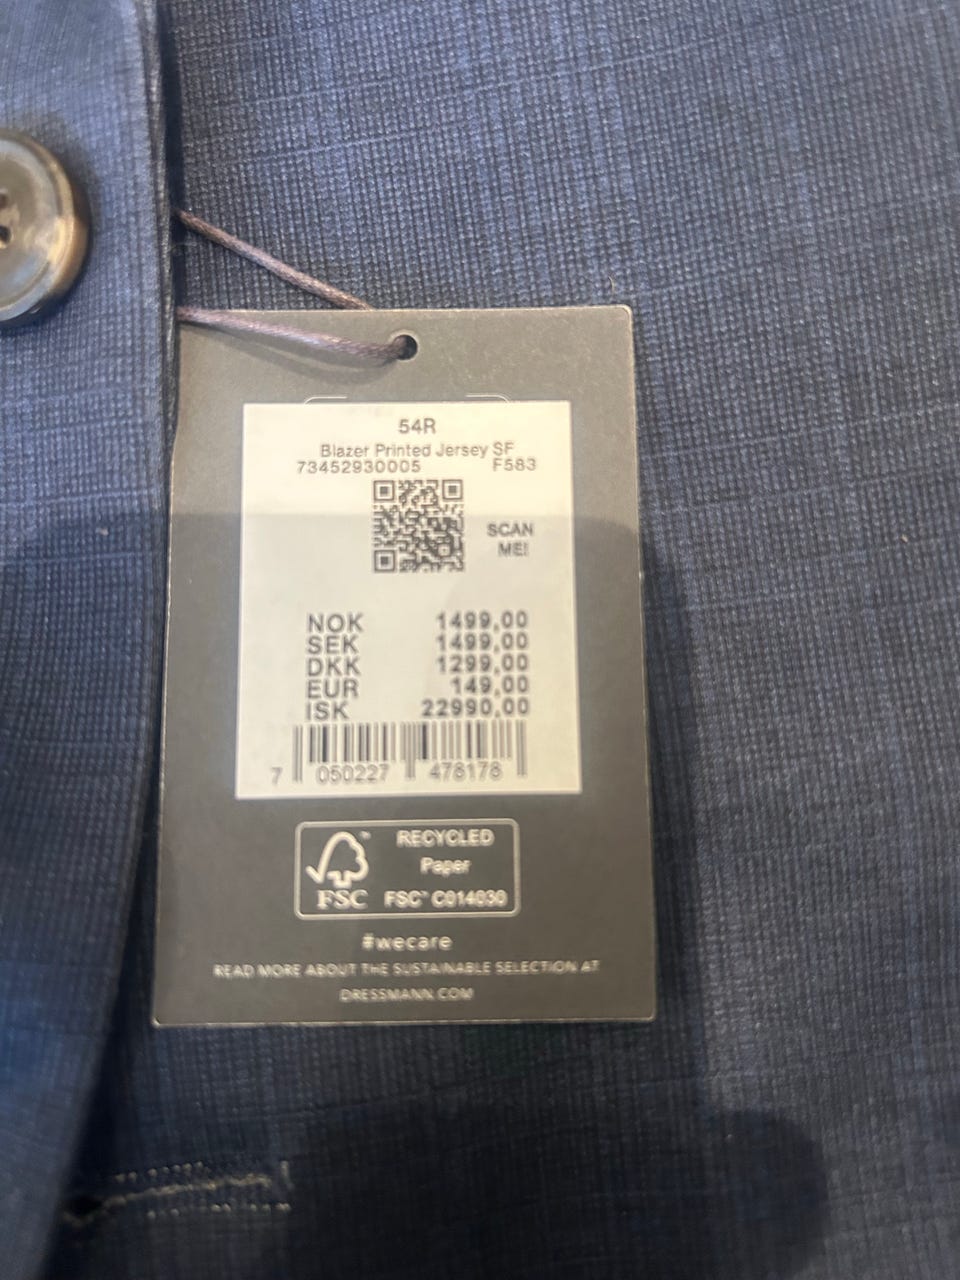 54R
Blazer Printed Jersey SF
73452930005 F583
SCAN
ME!
NOK 1499,00
SEK 1499,00
DKK 1299,00
EUR 149,00
ISK 22990,00
7 050227 478178
RECYCLED
Paper
FSC™ C014030
™
FSC
#wecare
READ MORE ABOUT THE SUSTAINABLE SELECTION AT
DRESSMANN.COM